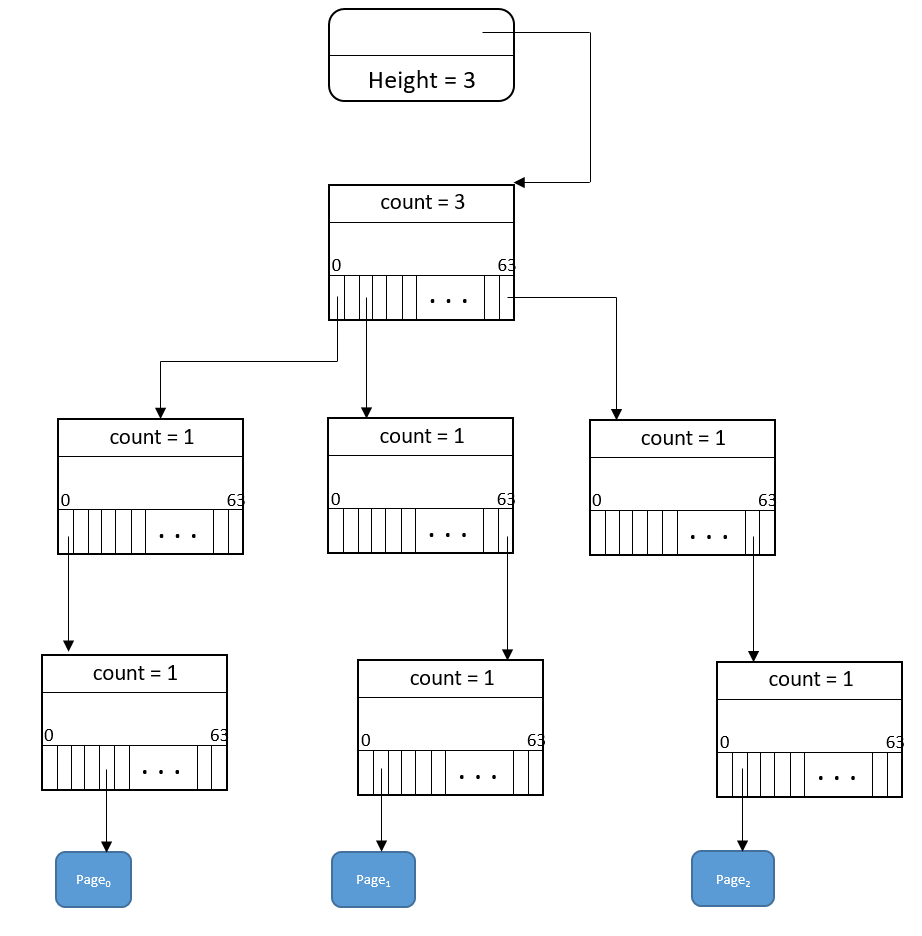 Height = 3
count = 3
0 63
count = 1
0 63
count = 1
0 63
count = 1
0 63
count = 1
0 63
count = 1
0 63
count = 1
0 63
Page₀
Page₁
Page₂